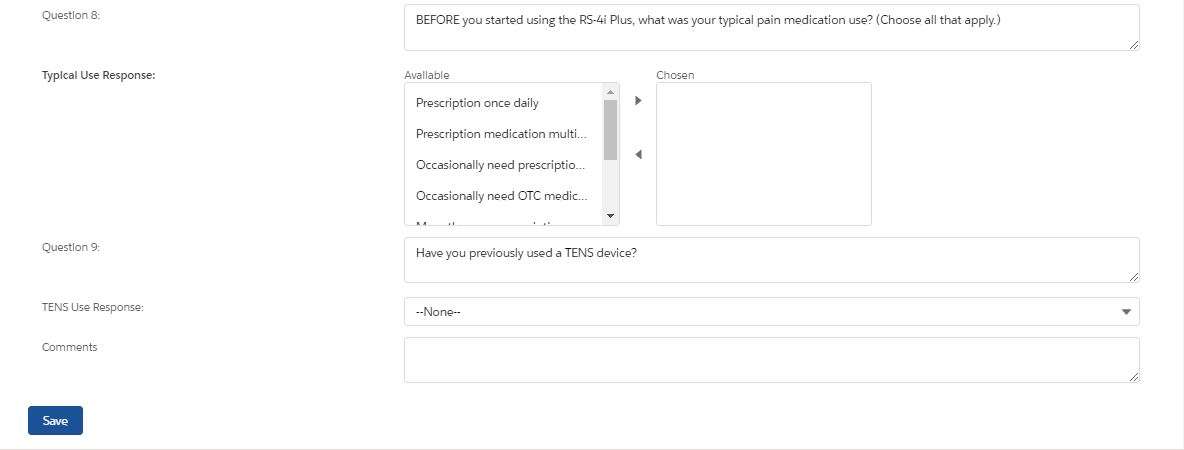 Question 8:
BEFORE you started using the RS-4i Plus, what was your typical pain medication use? (Choose all that apply.)
Typical Use Response:
Available
Chosen
Prescription once daily
Prescription medication multi...
Occasionally need prescriptio...
Occasionally need OTC medic...
Question 9:
Have you previously used a TENS device?
TENS Use Response:
--None--
Comments
Save